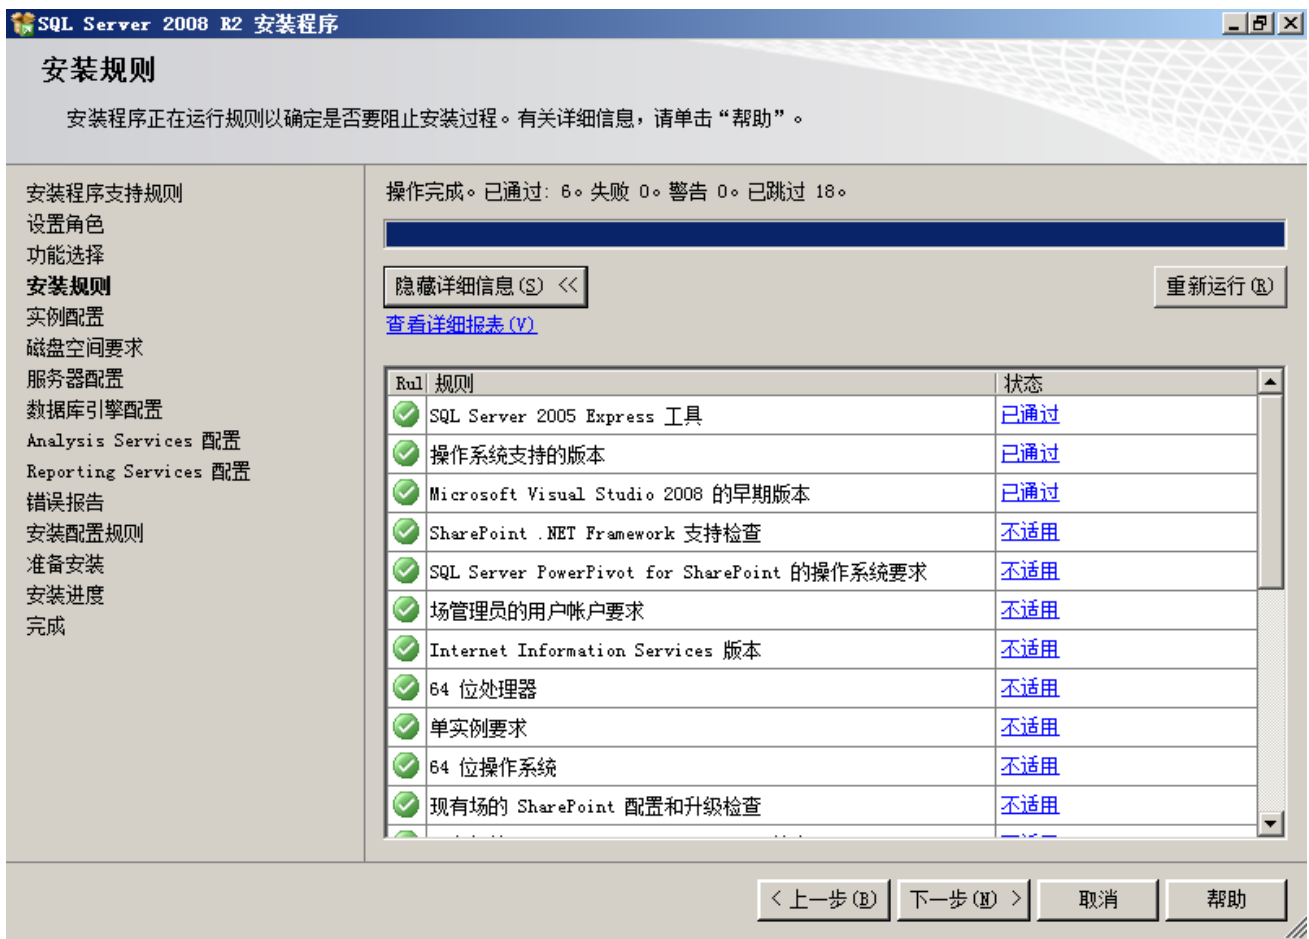 SQL Server 2008 R2 安装程序
安装规则
安装程序正在运行规则以确定是否要阻止安装过程。有关详细信息，请单击“帮助”。
安装程序支持规则
设置角色
功能选择
安装规则
实例配置
磁盘空间要求
服务器配置
数据库引擎配置
Analysis Services 配置
Reporting Services 配置
错误报告
安装配置规则
准备安装
安装进度
完成
操作完成。已通过: 6。失败 0。警告 0。已跳过 18。
隐藏详细信息(S) <<
重新运行(R)
查看详细报表(V)
Rul 规则 状态
SQL Server 2005 Express 工具 已通过
操作系统支持的版本 已通过
Microsoft Visual Studio 2008 的早期版本 已通过
SharePoint .NET Framework 支持检查 不适用
SQL Server PowerPivot for SharePoint 的操作系统要求 不适用
场管理员的用户帐户要求 不适用
Internet Information Services 版本 不适用
64 位处理器 不适用
单实例要求 不适用
64 位操作系统 不适用
现有场的 SharePoint 配置和升级检查 不适用
< 上一步(B) 下一步(N) > 取消 帮助